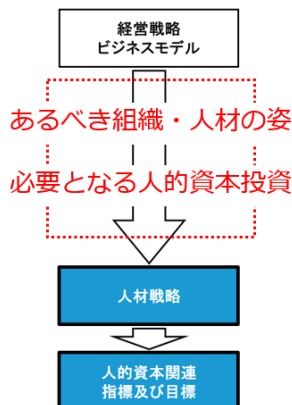 経営戦略
ビジネスモデル
あるべき組織・人材の姿
必要となる人的資本投資
人材戦略
人的資本関連
指標及び目標